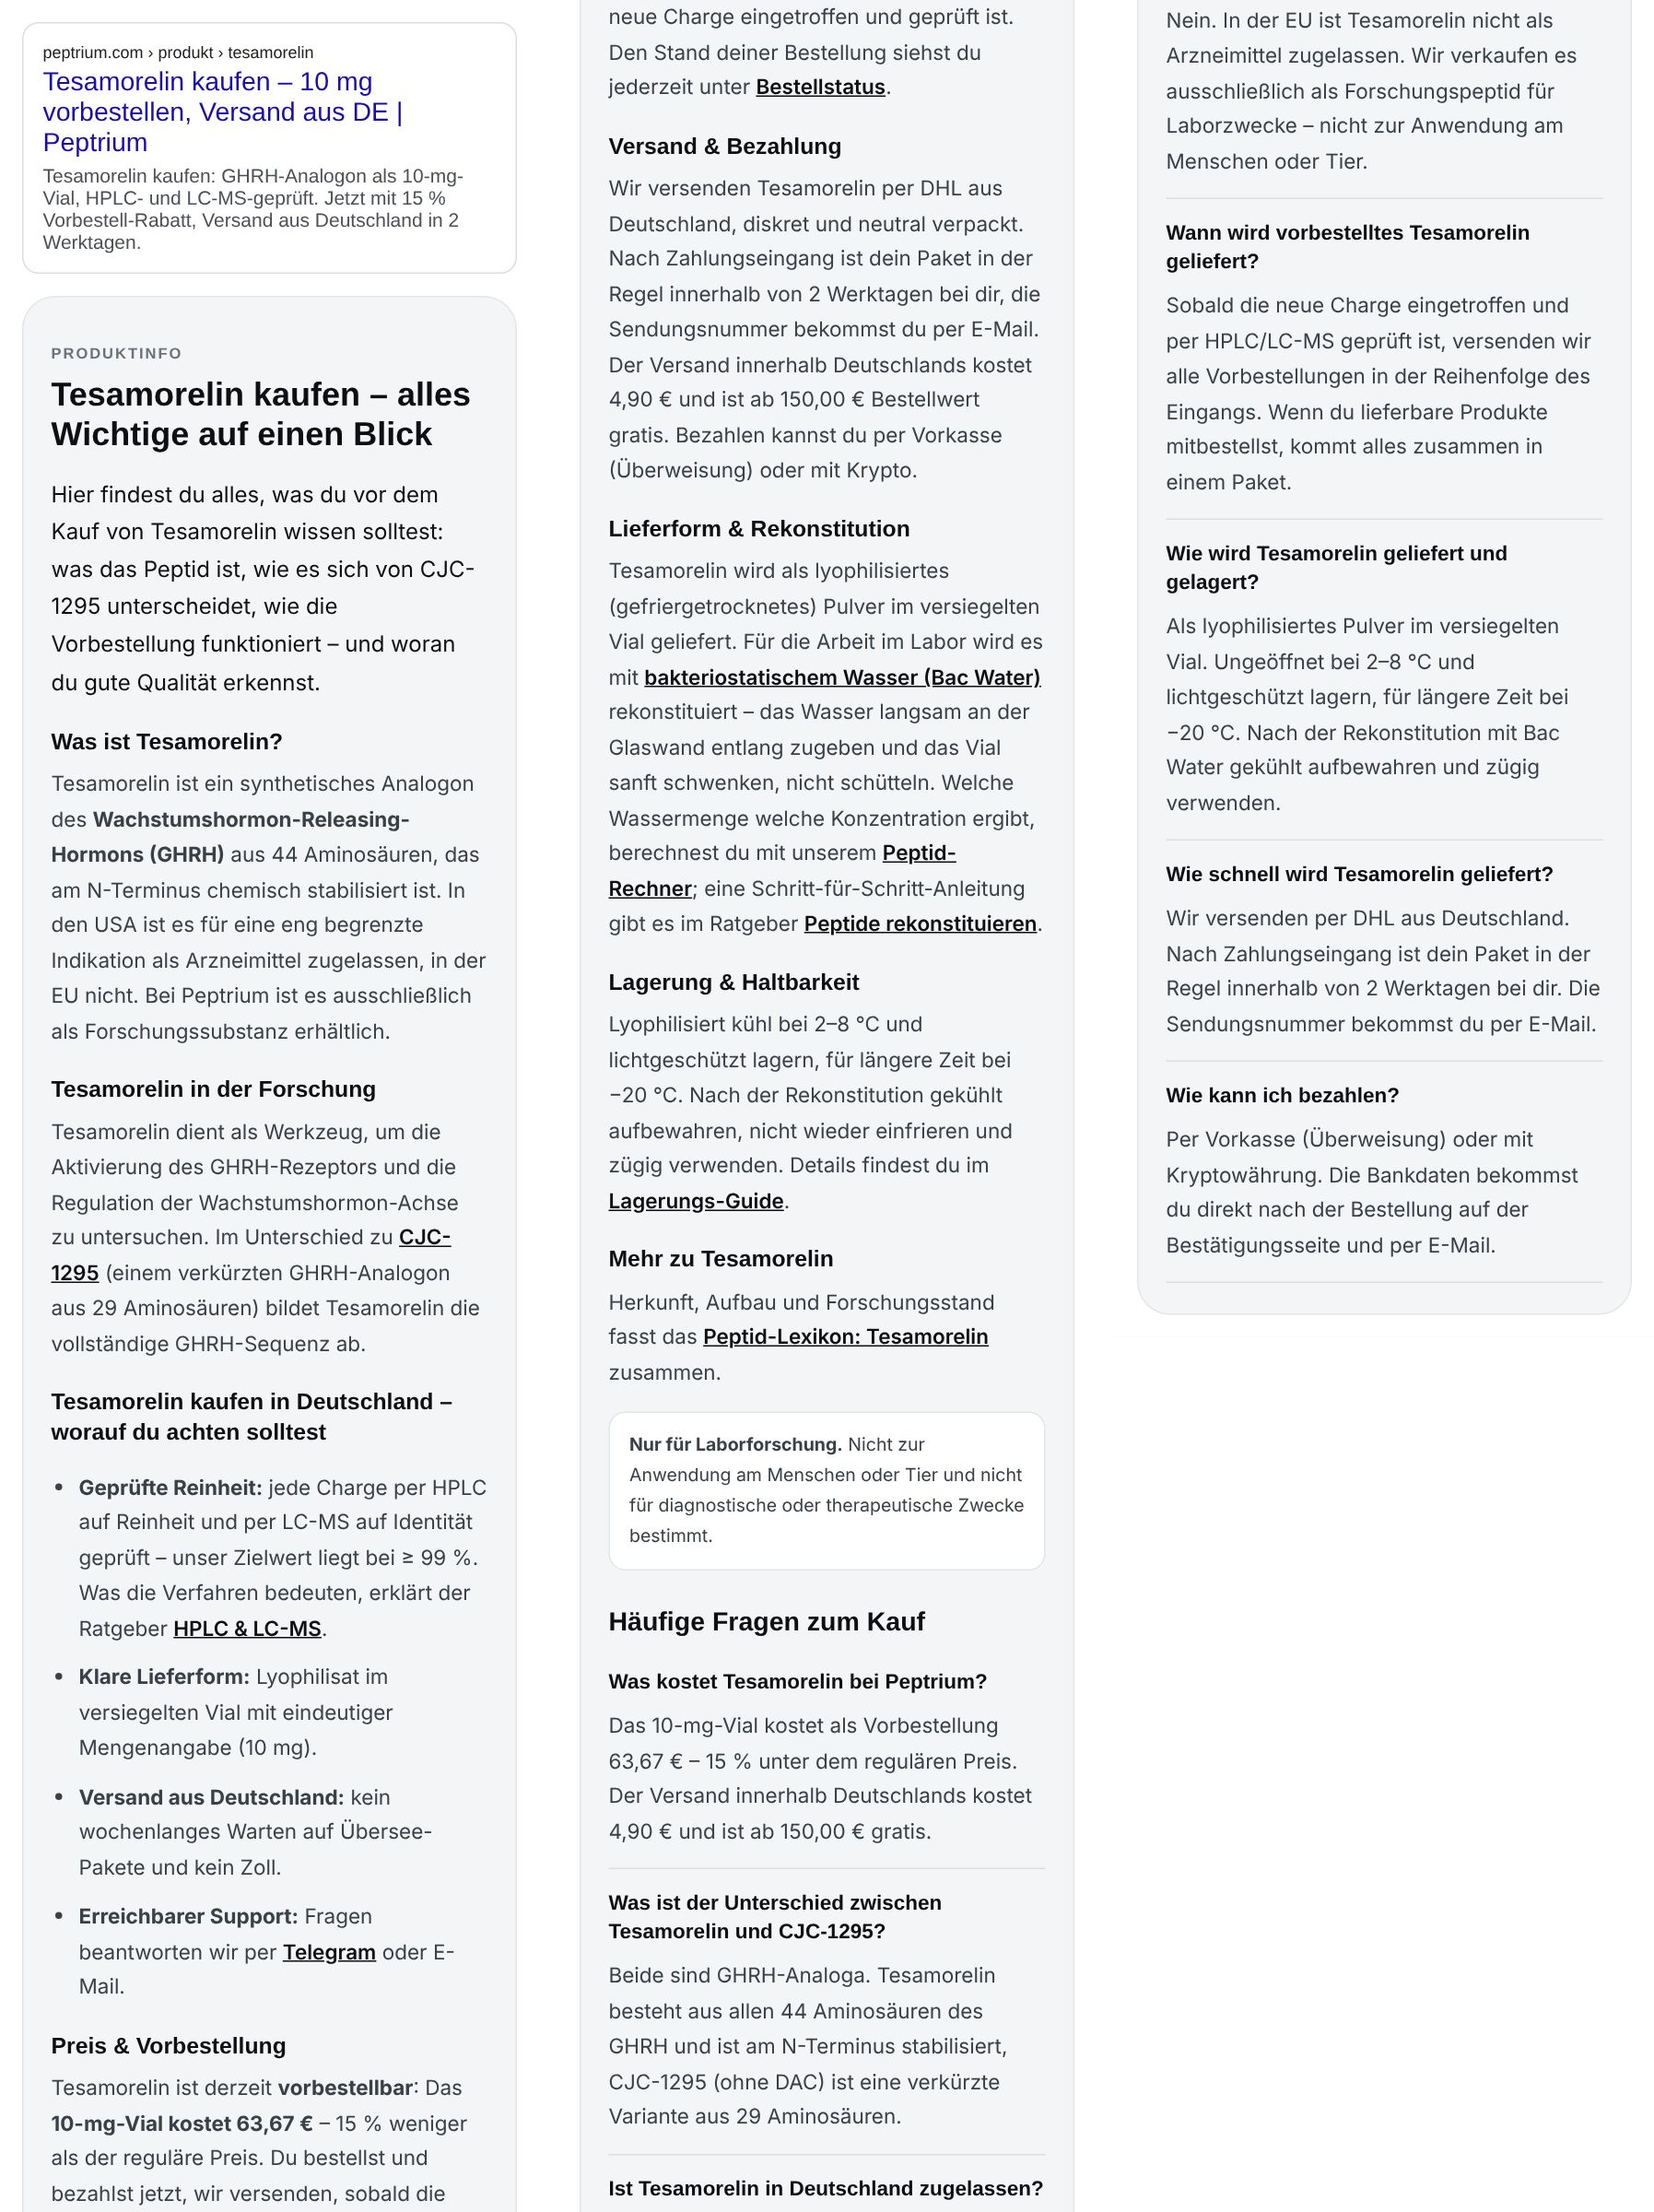 peptrium.com › produkt › tesamorelin
Tesamorelin kaufen – 10 mg
vorbestellen, Versand aus DE |
Peptrium
Tesamorelin kaufen: GHRH-Analogon als 10-mg-
Vial, HPLC- und LC-MS-geprüft. Jetzt mit 15 %
Vorbestell-Rabatt, Versand aus Deutschland in 2
Werktagen.
PRODUKTINFO
Tesamorelin kaufen – alles
Wichtige auf einen Blick
Hier findest du alles, was du vor dem
Kauf von Tesamorelin wissen solltest:
was das Peptid ist, wie es sich von CJC-
1295 unterscheidet, wie die
Vorbestellung funktioniert – und woran
du gute Qualität erkennst.
Was ist Tesamorelin?
Tesamorelin ist ein synthetisches Analogon
des Wachstumshormon-Releasing-
Hormons (GHRH) aus 44 Aminosäuren, das
am N-Terminus chemisch stabilisiert ist. In
den USA ist es für eine eng begrenzte
Indikation als Arzneimittel zugelassen, in der
EU nicht. Bei Peptrium ist es ausschließlich
als Forschungssubstanz erhältlich.
Tesamorelin in der Forschung
Tesamorelin dient als Werkzeug, um die
Aktivierung des GHRH-Rezeptors und die
Regulation der Wachstumshormon-Achse
zu untersuchen. Im Unterschied zu CJC-
1295 (einem verkürzten GHRH-Analogon
aus 29 Aminosäuren) bildet Tesamorelin die
vollständige GHRH-Sequenz ab.
Tesamorelin kaufen in Deutschland –
worauf du achten solltest
• Geprüfte Reinheit: jede Charge per HPLC
auf Reinheit und per LC-MS auf Identität
geprüft – unser Zielwert liegt bei ≥ 99 %.
Was die Verfahren bedeuten, erklärt der
Ratgeber HPLC & LC-MS.
• Klare Lieferform: Lyophilisat im
versiegelten Vial mit eindeutiger
Mengenangabe (10 mg).
• Versand aus Deutschland: kein
wochenlanges Warten auf Übersee-
Pakete und kein Zoll.
• Erreichbarer Support: Fragen
beantworten wir per Telegram oder E-
Mail.
Preis & Vorbestellung
Tesamorelin ist derzeit vorbestellbar: Das
10-mg-Vial kostet 63,67 € – 15 % weniger
als der reguläre Preis. Du bestellst und
bezahlst jetzt, wir versenden, sobald die
neue Charge eingetroffen und geprüft ist.
Den Stand deiner Bestellung siehst du
jederzeit unter Bestellstatus.
Versand & Bezahlung
Wir versenden Tesamorelin per DHL aus
Deutschland, diskret und neutral verpackt.
Nach Zahlungseingang ist dein Paket in der
Regel innerhalb von 2 Werktagen bei dir, die
Sendungsnummer bekommst du per E-Mail.
Der Versand innerhalb Deutschlands kostet
4,90 € und ist ab 150,00 € Bestellwert
gratis. Bezahlen kannst du per Vorkasse
(Überweisung) oder mit Krypto.
Lieferform & Rekonstitution
Tesamorelin wird als lyophilisiertes
(gefriergetrocknetes) Pulver im versiegelten
Vial geliefert. Für die Arbeit im Labor wird es
mit bakteriostatischem Wasser (Bac Water)
rekonstituiert – das Wasser langsam an der
Glaswand entlang zugeben und das Vial
sanft schwenken, nicht schütteln. Welche
Wassermenge welche Konzentration ergibt,
berechnest du mit unserem Peptid-
Rechner; eine Schritt-für-Schritt-Anleitung
gibt es im Ratgeber Peptide rekonstituieren.
Lagerung & Haltbarkeit
Lyophilisiert kühl bei 2–8 °C und
lichtgeschützt lagern, für längere Zeit bei
−20 °C. Nach der Rekonstitution gekühlt
aufbewahren, nicht wieder einfrieren und
zügig verwenden. Details findest du im
Lagerungs-Guide.
Mehr zu Tesamorelin
Herkunft, Aufbau und Forschungsstand
fasst das Peptid-Lexikon: Tesamorelin
zusammen.
Nur für Laborforschung. Nicht zur
Anwendung am Menschen oder Tier und nicht
für diagnostische oder therapeutische Zwecke
bestimmt.
Häufige Fragen zum Kauf
Was kostet Tesamorelin bei Peptrium?
Das 10-mg-Vial kostet als Vorbestellung
63,67 € – 15 % unter dem regulären Preis.
Der Versand innerhalb Deutschlands kostet
4,90 € und ist ab 150,00 € gratis.
Was ist der Unterschied zwischen
Tesamorelin und CJC-1295?
Beide sind GHRH-Analoga. Tesamorelin
besteht aus allen 44 Aminosäuren des
GHRH und ist am N-Terminus stabilisiert,
CJC-1295 (ohne DAC) ist eine verkürzte
Variante aus 29 Aminosäuren.
Ist Tesamorelin in Deutschland zugelassen?
Nein. In der EU ist Tesamorelin nicht als
Arzneimittel zugelassen. Wir verkaufen es
ausschließlich als Forschungspeptid für
Laborzwecke – nicht zur Anwendung am
Menschen oder Tier.
Wann wird vorbestelltes Tesamorelin
geliefert?
Sobald die neue Charge eingetroffen und
per HPLC/LC-MS geprüft ist, versenden wir
alle Vorbestellungen in der Reihenfolge des
Eingangs. Wenn du lieferbare Produkte
mitbestellst, kommt alles zusammen in
einem Paket.
Wie wird Tesamorelin geliefert und
gelagert?
Als lyophilisiertes Pulver im versiegelten
Vial. Ungeöffnet bei 2–8 °C und
lichtgeschützt lagern, für längere Zeit bei
−20 °C. Nach der Rekonstitution mit Bac
Water gekühlt aufbewahren und zügig
verwenden.
Wie schnell wird Tesamorelin geliefert?
Wir versenden per DHL aus Deutschland.
Nach Zahlungseingang ist dein Paket in der
Regel innerhalb von 2 Werktagen bei dir. Die
Sendungsnummer bekommst du per E-Mail.
Wie kann ich bezahlen?
Per Vorkasse (Überweisung) oder mit
Kryptowährung. Die Bankdaten bekommst
du direkt nach der Bestellung auf der
Bestätigungsseite und per E-Mail.